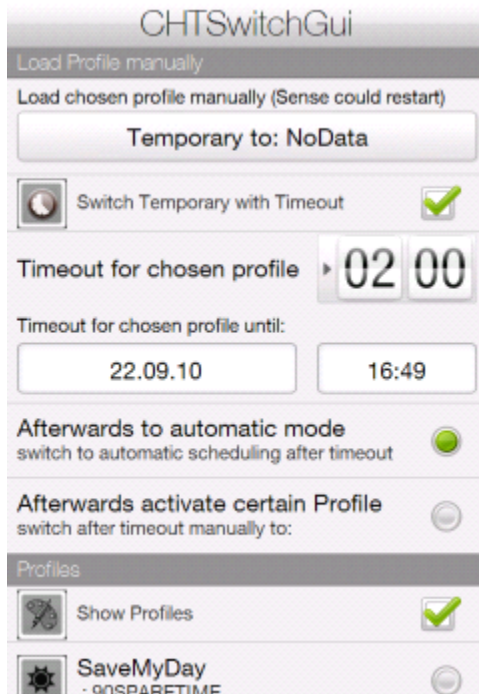 CHTSwitchGui
Load Profile manually
Load chosen profile manually (Sense could restart)
Temporary to: NoData
Switch Temporary with Timeout
Timeout for chosen profile 02 00
Timeout for chosen profile until:
22.09.10 16:49
Afterwards to automatic mode
switch to automatic scheduling after timeout
Afterwards activate certain Profile
switch after timeout manually to:
Profiles
Show Profiles
SaveMyDay
: 90SPARETIME